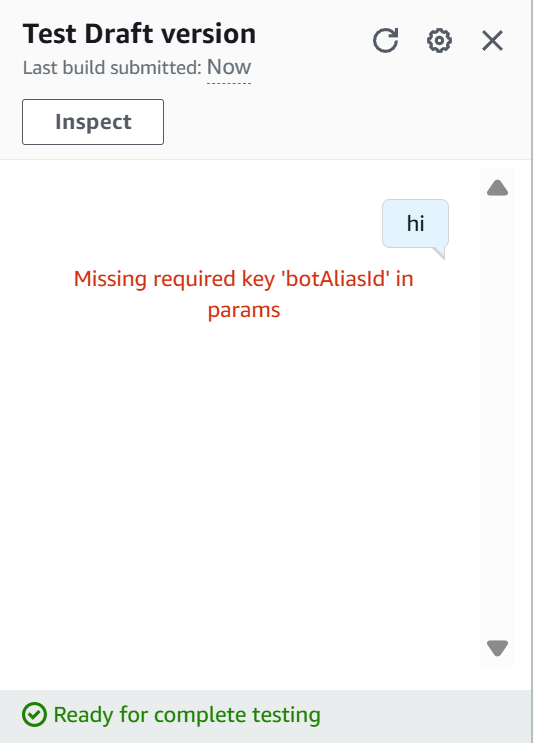 Test Draft version
Last build submitted: Now
Inspect
hi
Missing required key 'botAliasId' in
params
Ready for complete testing